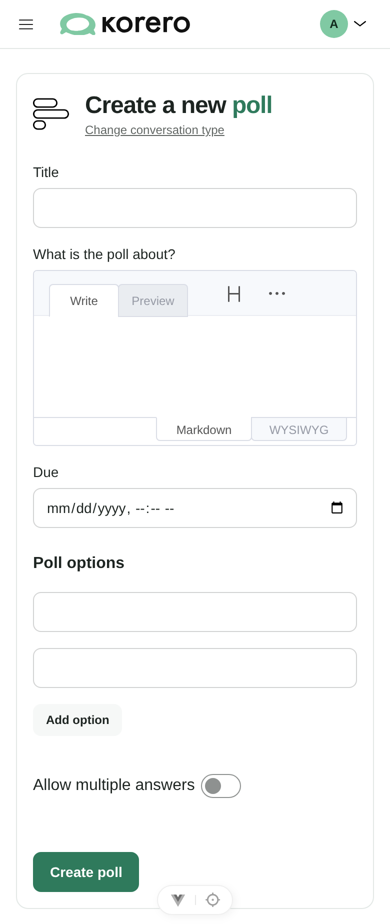 korero
A
Create a new poll
Change conversation type
Title
What is the poll about?
Write
Preview
H
Markdown
WYSIWYG
Due
mm/dd/yyyy, --:-- --
Poll options
Add option
Allow multiple answers
Create poll